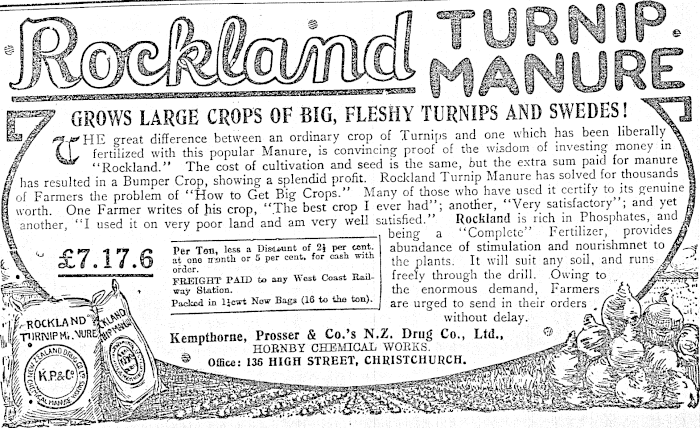 Rockland TURNIP.
MANURE
GROWS LARGE CROPS OF BIG, FLESHY TURNIPS AND SWEDES!
THE great difference between an ordinary crop of Turnips and one which has been liberally
fertilized with this popular Manure, is convincing proof of the wisdom of investing money in
"Rockland." The cost of cultivation and seed is the same, but the extra sum paid for manure
has resulted in a Bumper Crop, showing a splendid profit. Rockland Turnip Manure has solved for thousands
of Farmers the problem of "How to Get Big Crops." Many of those who have used it certify to its genuine
worth. One Farmer writes of his crop, "The best crop I ever had"; another, "Very satisfactory"; and yet
another, "I used it on very poor land and am very well satisfied." Rockland is rich in Phosphates, and
being a "Complete" Fertilizer, provides
abundance of stimulation and nourishmnet to
the plants. It will suit any soil, and runs
freely through the drill. Owing to
the enormous demand, Farmers
are urged to send in their orders
without delay.
£7.17.6
Per Ton, less a Discount of 2½ per cent.
at one month or 5 per cent. for cash with
order.
FREIGHT PAID to any West Coast Rail-
way Station.
Packed in 1¼cwt New Bags (16 to the ton).
Kempthorne, Prosser & Co.'s N.Z. Drug Co., Ltd.,
HORNBY CHEMICAL WORKS.
Office: 136 HIGH STREET, CHRISTCHURCH.
ROCKLAND
TURNIP MANURE
NEW ZEALAND DRUG CO
K.P.&Co